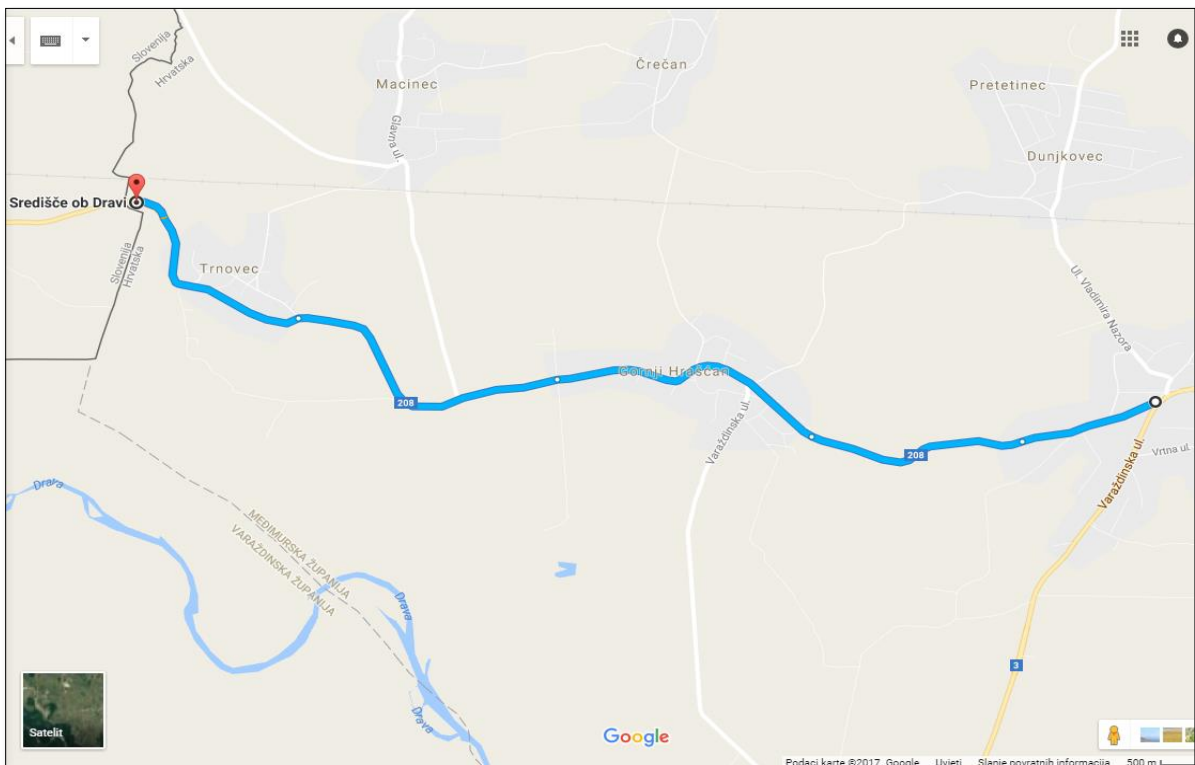 Slovenija
Hrvatska
Macinec
Črečan
Pretetinec
Glavna ul.
Dunjkovec
Središče ob Dravi
Slovenija
Hrvatska
Trnovec
Ul. Vladimira Nazora
Gornji Hrašćan
208
Varaždinska ul.
208
Vrtna ul.
Varaždinska ul.
Drava
MEĐIMURSKA ŽUPANIJA
VARAŽDINSKA ŽUPANIJA
Drava
3
Drava
Satelit
Google
Podaci karte ©2017 Google Uvjeti Slanje povratnih informacija 500 m